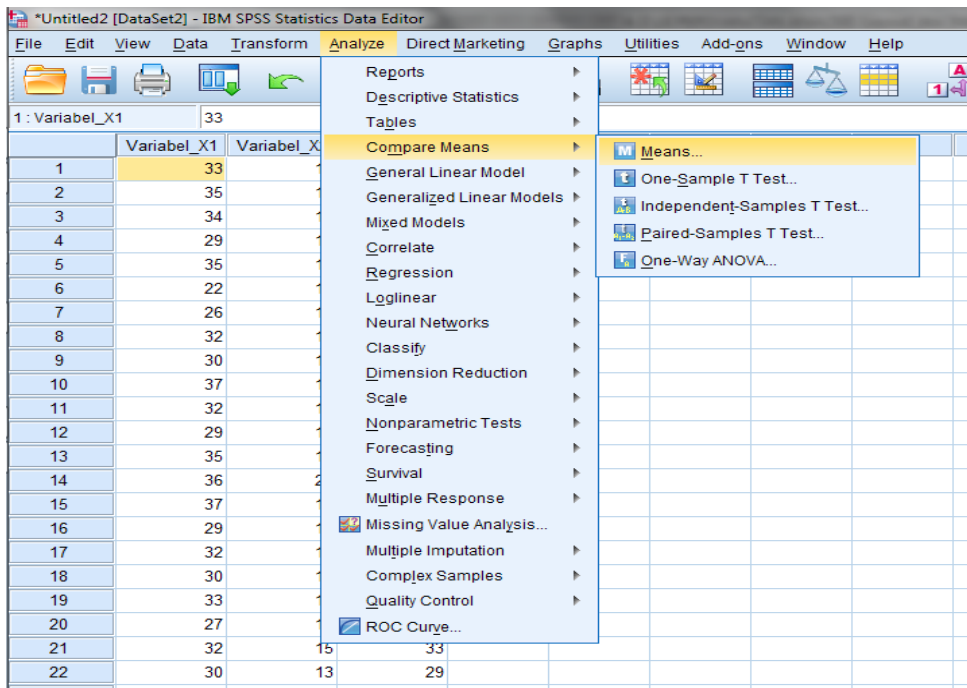 *Untitled2 [DataSet2] - IBM SPSS Statistics Data Editor
File Edit View Data Transform Analyze Direct Marketing Graphs Utilities Add-ons Window Help
1 : Variabel_X1 33
Variabel_X1 Variabel_X
Reports
Descriptive Statistics
Tables
Compare Means
General Linear Model
Generalized Linear Models
Mixed Models
Correlate
Regression
Loglinear
Neural Networks
Classify
Dimension Reduction
Scale
Nonparametric Tests
Forecasting
Survival
Multiple Response
Missing Value Analysis...
Multiple Imputation
Complex Samples
Quality Control
ROC Curve...
Means...
One-Sample T Test...
Independent-Samples T Test...
Paired-Samples T Test...
One-Way ANOVA...
1 33
2 35
3 34
4 29
5 35
6 22
7 26
8 32
9 30
10 37
11 32
12 29
13 35
14 36
15 37
16 29
17 32
18 30
19 33
20 27
21 32 15 33
22 30 13 29